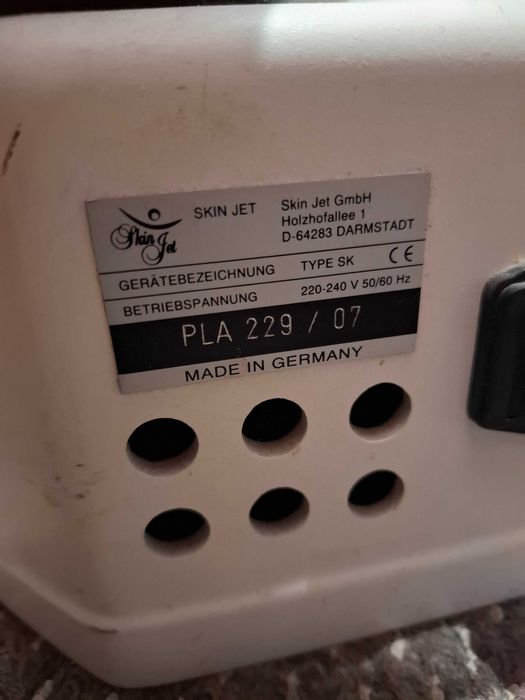 Skin Jet
SKIN JET
Skin Jet GmbH
Holzhofallee 1
D-64283 DARMSTADT
GERÄTEBEZEICHNUNG TYPE SK CE
BETRIEBSPANNUNG 220-240 V 50/60 Hz
PLA 229 / 07
MADE IN GERMANY